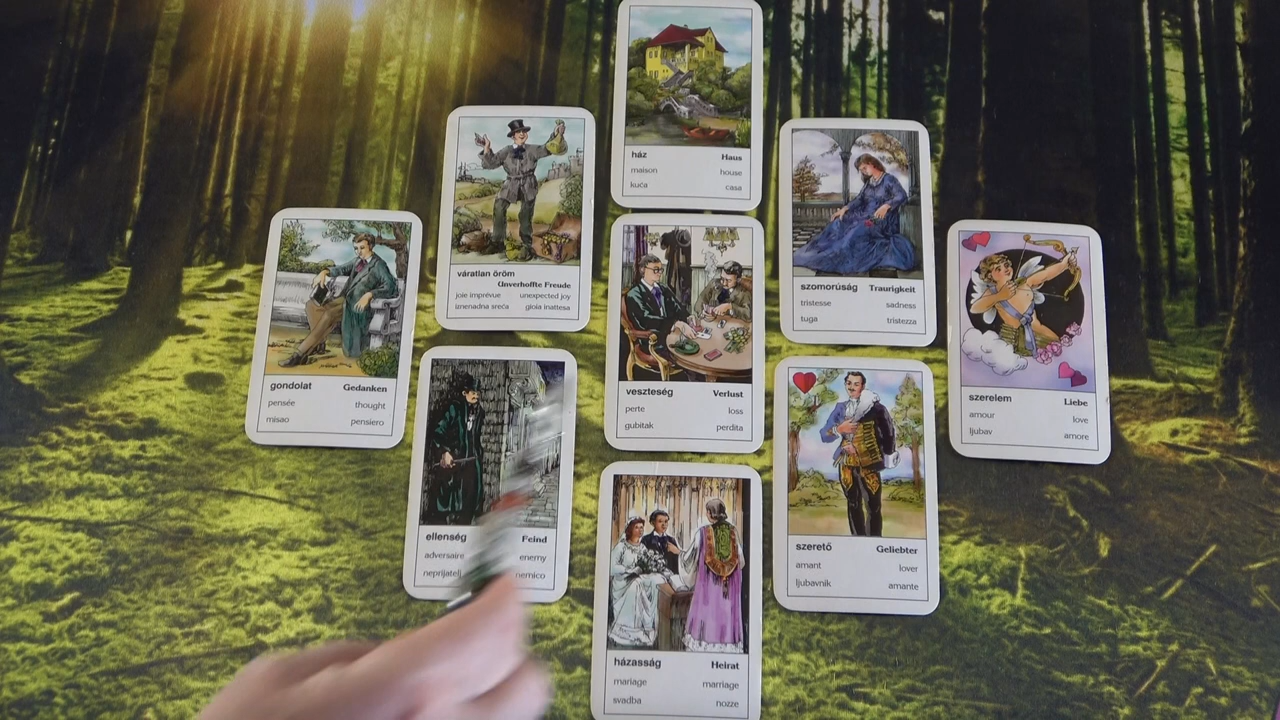 ház Haus
maison house
kuća casa
váratlan öröm
Unverhoffte Freude
joie imprévue unexpected joy
iznenadna sreća gioia inattesa
szomorúság Traurigkeit
tristesse sadness
tuga tristezza
gondolat Gedanken
pensée thought
misao pensiero
veszteség Verlust
perte loss
gubitak perdita
szerelem Liebe
amour love
ljubav amore
ellenség Feind
adversaire enemy
neprijatelj nemico
szerető Geliebter
amant lover
ljubavnik amante
házasság Heirat
mariage marriage
svadba nozze